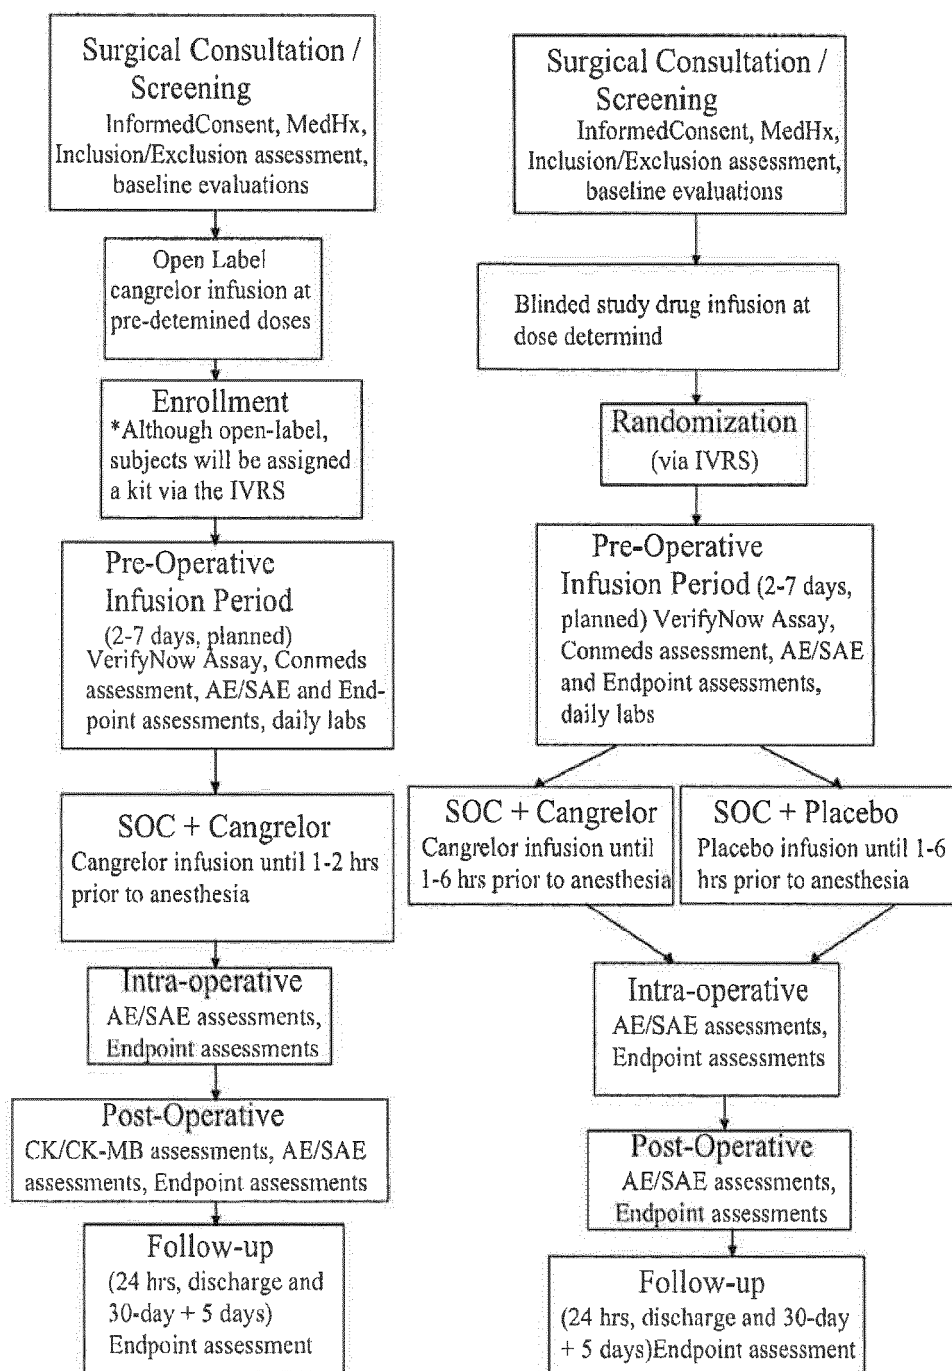 Surgical Consultation /
Screening
InformedConsent, MedHx,
Inclusion/Exclusion assessment,
baseline evaluations
Open Label
cangrelor infusion at
pre-detemined doses
Enrollment
*Although open-label,
subjects will be assigned
a kit via the IVRS
Pre-Operative
Infusion Period
(2-7 days, planned)
VerifyNow Assay, Conmeds
assessment, AE/SAE and End-
point assessments, daily labs
SOC + Cangrelor
Cangrelor infusion until 1-2 hrs
prior to anesthesia
Intra-operative
AE/SAE assessments,
Endpoint assessments
Post-Operative
CK/CK-MB assessments, AE/SAE
assessments, Endpoint assessments
Follow-up
(24 hrs, discharge and
30-day + 5 days)
Endpoint assessment
Surgical Consultation /
Screening
InformedConsent, MedHx,
Inclusion/Exclusion assessment,
baseline evaluations
Blinded study drug infusion at
dose determind
Randomization
(via IVRS)
Pre-Operative
Infusion Period (2-7 days,
planned) VerifyNow Assay,
Conmeds assessment, AE/SAE
and Endpoint assessments,
daily labs
SOC + Cangrelor
Cangrelor infusion until
1-6 hrs prior to anesthesia
SOC + Placebo
Placebo infusion until 1-6
hrs prior to anesthesia
Intra-operative
AE/SAE assessments,
Endpoint assessments
Post-Operative
AE/SAE assessments,
Endpoint assessments
Follow-up
(24 hrs, discharge and 30-day
+ 5 days)Endpoint assessment